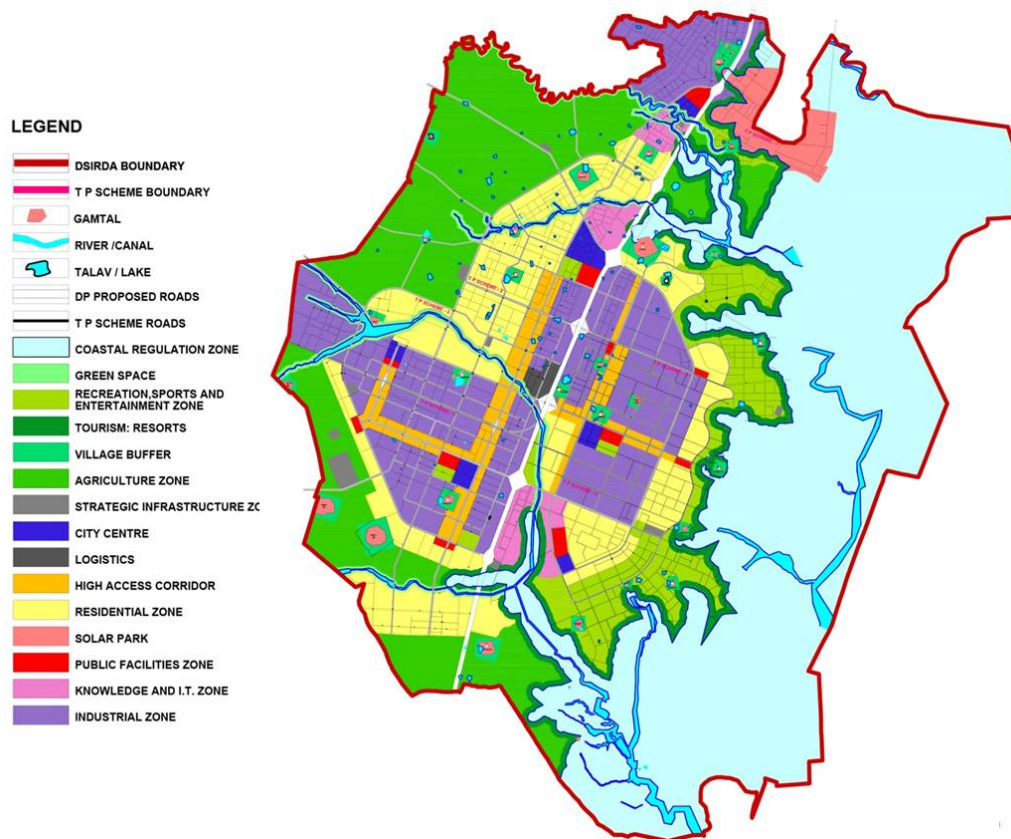 LEGEND
DSIRDA BOUNDARY
T P SCHEME BOUNDARY
GAMTAL
RIVER /CANAL
TALAV / LAKE
DP PROPOSED ROADS
T P SCHEME ROADS
COASTAL REGULATION ZONE
GREEN SPACE
RECREATION,SPORTS AND
ENTERTAINMENT ZONE
TOURISM: RESORTS
VILLAGE BUFFER
AGRICULTURE ZONE
STRATEGIC INFRASTRUCTURE ZO
CITY CENTRE
LOGISTICS
HIGH ACCESS CORRIDOR
RESIDENTIAL ZONE
SOLAR PARK
PUBLIC FACILITIES ZONE
KNOWLEDGE AND I.T. ZONE
INDUSTRIAL ZONE